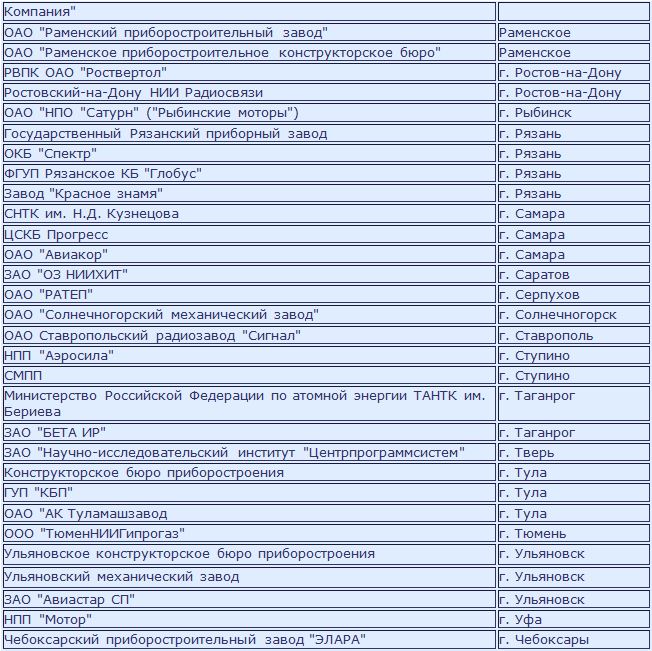 Компания"
ОАО "Раменский приборостроительный завод" Раменское
ОАО "Раменское приборостроительное конструкторское бюро" Раменское
РВПК ОАО "Роствертол" г. Ростов-на-Дону
Ростовский-на-Дону НИИ Радиосвязи г. Ростов-на-Дону
ОАО "НПО "Сатурн" ("Рыбинские моторы") г. Рыбинск
Государственный Рязанский приборный завод г. Рязань
ОКБ "Спектр" г. Рязань
ФГУП Рязанское КБ "Глобус" г. Рязань
Завод "Красное знамя" г. Рязань
СНТК им. Н.Д. Кузнецова г. Самара
ЦСКБ Прогресс г. Самара
ОАО "Авиакор" г. Самара
ЗАО "ОЗ НИИХИТ" г. Саратов
ОАО "РАТЕП" г. Серпухов
ОАО "Солнечногорский механический завод" г. Солнечногорск
ОАО Ставропольский радиозавод "Сигнал" г. Ставрополь
НПП "Аэросила" г. Ступино
СМПП г. Ступино
Министерство Российской Федерации по атомной энергии ТАНТК им. г. Таганрог
Бериева
ЗАО "БЕТА ИР" г. Таганрог
ЗАО "Научно-исследовательский институт "Центрпрограммсистем" г. Тверь
Конструкторское бюро приборостроения г. Тула
ГУП "КБП" г. Тула
ОАО "АК Туламашзавод г. Тула
ООО "ТюменНИИГипрогаз" г. Тюмень
Ульяновское конструкторское бюро приборостроения г. Ульяновск
Ульяновский механический завод г. Ульяновск
ЗАО "Авиастар СП" г. Ульяновск
НПП "Мотор" г. Уфа
Чебоксарский приборостроительный завод "ЭЛАРА" г. Чебоксары